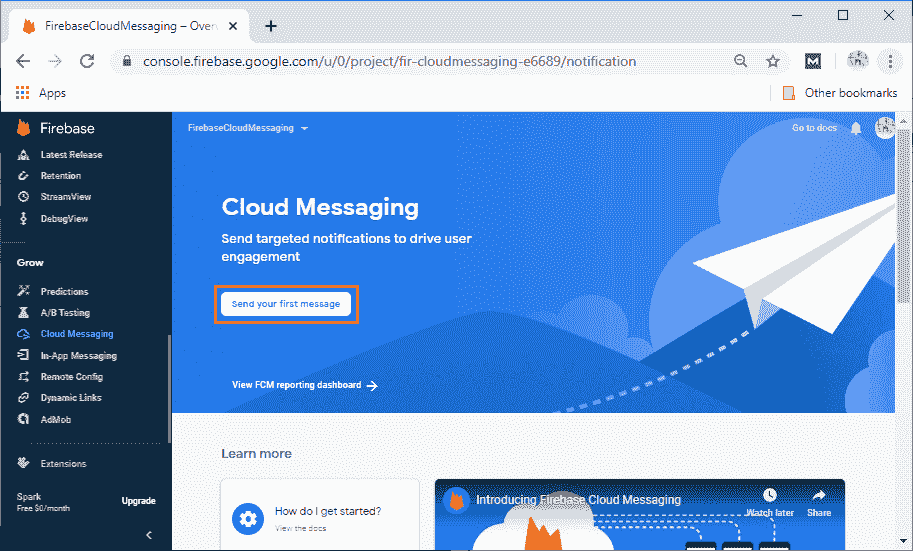 FirebaseCloudMessaging – Over
console.firebase.google.com/u/0/project/fir-cloudmessaging-e6689/notification
Apps
Other bookmarks
Firebase
Latest Release
Retention
StreamView
DebugView
Grow
Predictions
A/B Testing
Cloud Messaging
In-App Messaging
Remote Config
Dynamic Links
AdMob
Extensions
Spark
Free $0/month
Upgrade
FirebaseCloudMessaging
Go to docs
Cloud Messaging
Send targeted notifications to drive user
engagement
Send your first message
View FCM reporting dashboard
Learn more
How do I get started?
View the docs
Introducing Firebase Cloud Messaging
Watch later
Share